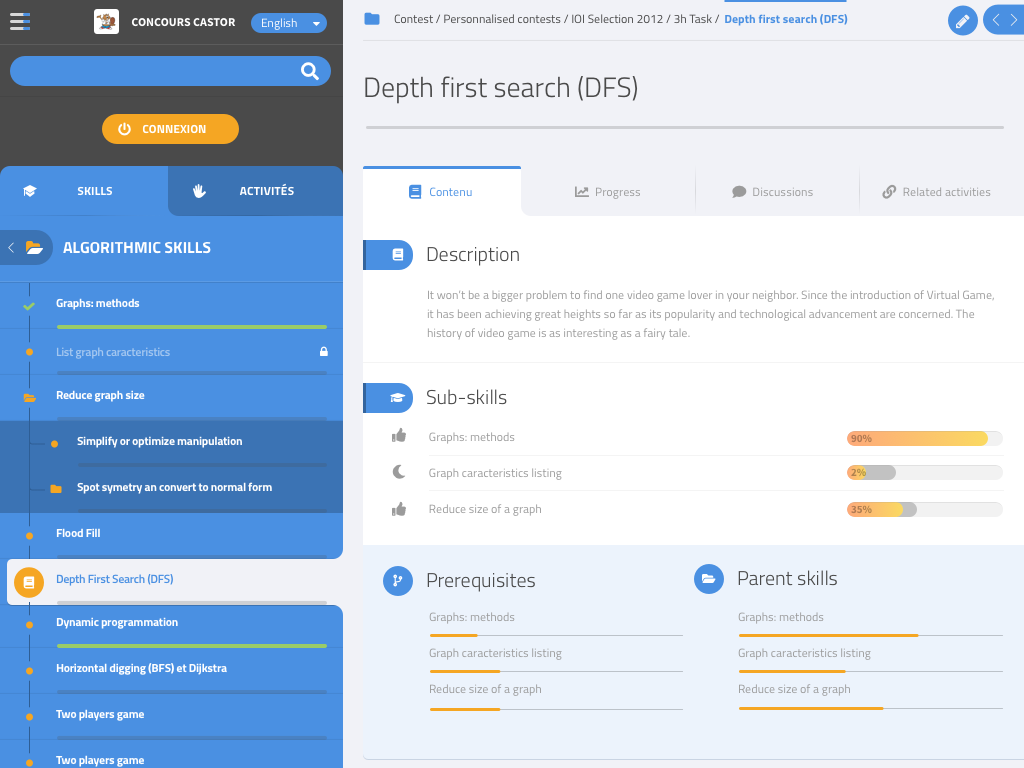 CONCOURS CASTOR
English
CONNEXION
SKILLS
ACTIVITÉS
ALGORITHMIC SKILLS
Graphs: methods
List graph caracteristics
Reduce graph size
Simplify or optimize manipulation
Spot symetry an convert to normal form
Flood Fill
Depth First Search (DFS)
Dynamic programmation
Horizontal digging (BFS) et Dijkstra
Two players game
Two players game
Contest / Personnalised contests / IOI Selection 2012 / 3h Task / Depth first search (DFS)
Depth first search (DFS)
Contenu
Progress
Discussions
Related activities
Description
It won't be a bigger problem to find one video game lover in your neighbor. Since the introduction of Virtual Game,
it has been achieving great heights so far as its popularity and technological advancement are concerned. The
history of video game is as interesting as a fairy tale.
Sub-skills
Graphs: methods
90%
Graph caracteristics listing
2%
Reduce size of a graph
35%
Prerequisites
Graphs: methods
Graph caracteristics listing
Reduce size of a graph
Parent skills
Graphs: methods
Graph caracteristics listing
Reduce size of a graph